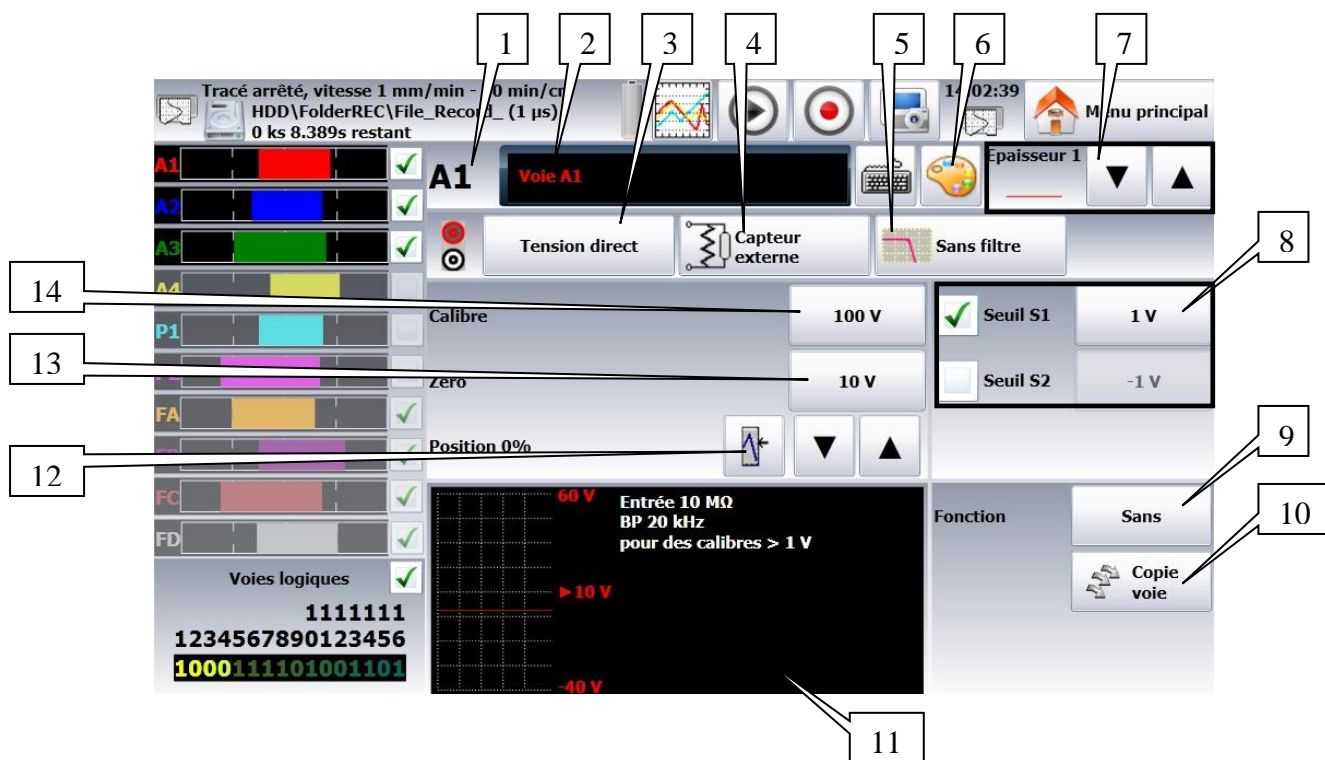 1 2 3 4 5 6 7
Tracé arrêté, vitesse 1 mm/min - 0 min/c
HDD\FolderREC\File_Record_ (1 µs)
0 ks 8.389s restant
14:02:39
Menu principal
A1
A1
Voie A1
Epaisseur 1
A2
A3
Tension direct
Capteur
externe
Sans filtre
8
14
A4
Calibre
100 V
Seuil S1
1 V
P1
13
Zéro
10 V
Seuil S2
-1 V
FA
9
12
Position 0%
FC
60 V
Entrée 10 MΩ
BP 20 kHz
pour des calibres > 1 V
Fonction
Sans
10
FD
Voies logiques
Copie
voie
10 V
1111111
1234567890123456
1000111101001101
-40 V
11